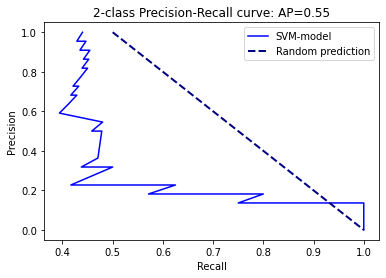 2-class Precision-Recall curve: AP=0.55
SVM-model
Random prediction
Precision
1.0
0.8
0.6
0.4
0.2
0.0
0.4 0.5 0.6 0.7 0.8 0.9 1.0
Recall